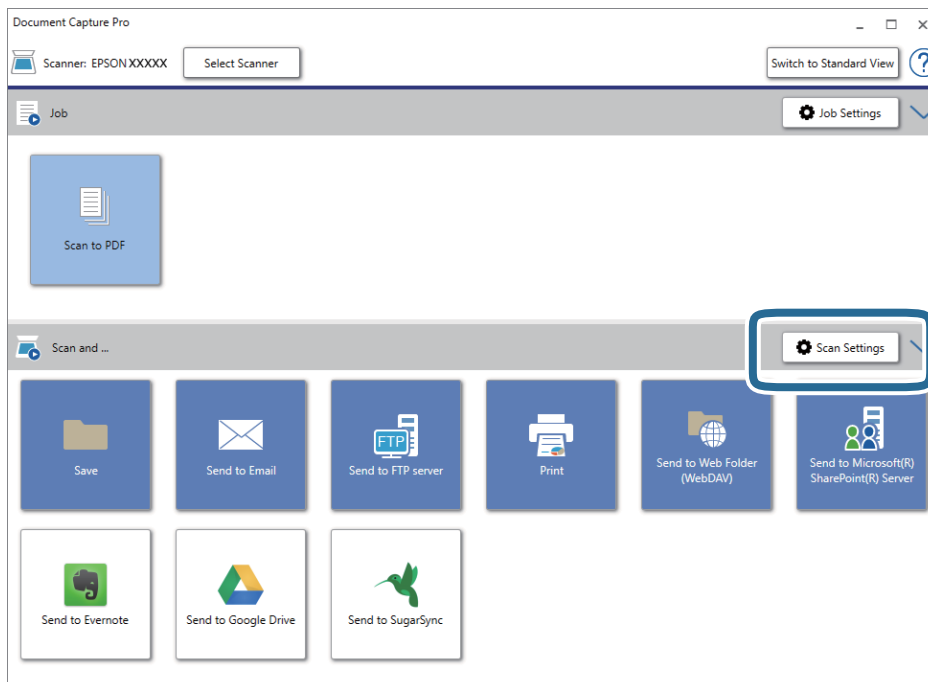 Document Capture Pro
Scanner: EPSON XXXXX
Select Scanner
Switch to Standard View
?
Job
Job Settings
Scan to PDF
Scan and ...
Scan Settings
Save
Send to Email
FTP
Send to FTP server
Print
Send to Web Folder
(WebDAV)
Send to Microsoft(R)
SharePoint(R) Server
Send to Evernote
Send to Google Drive
Send to SugarSync